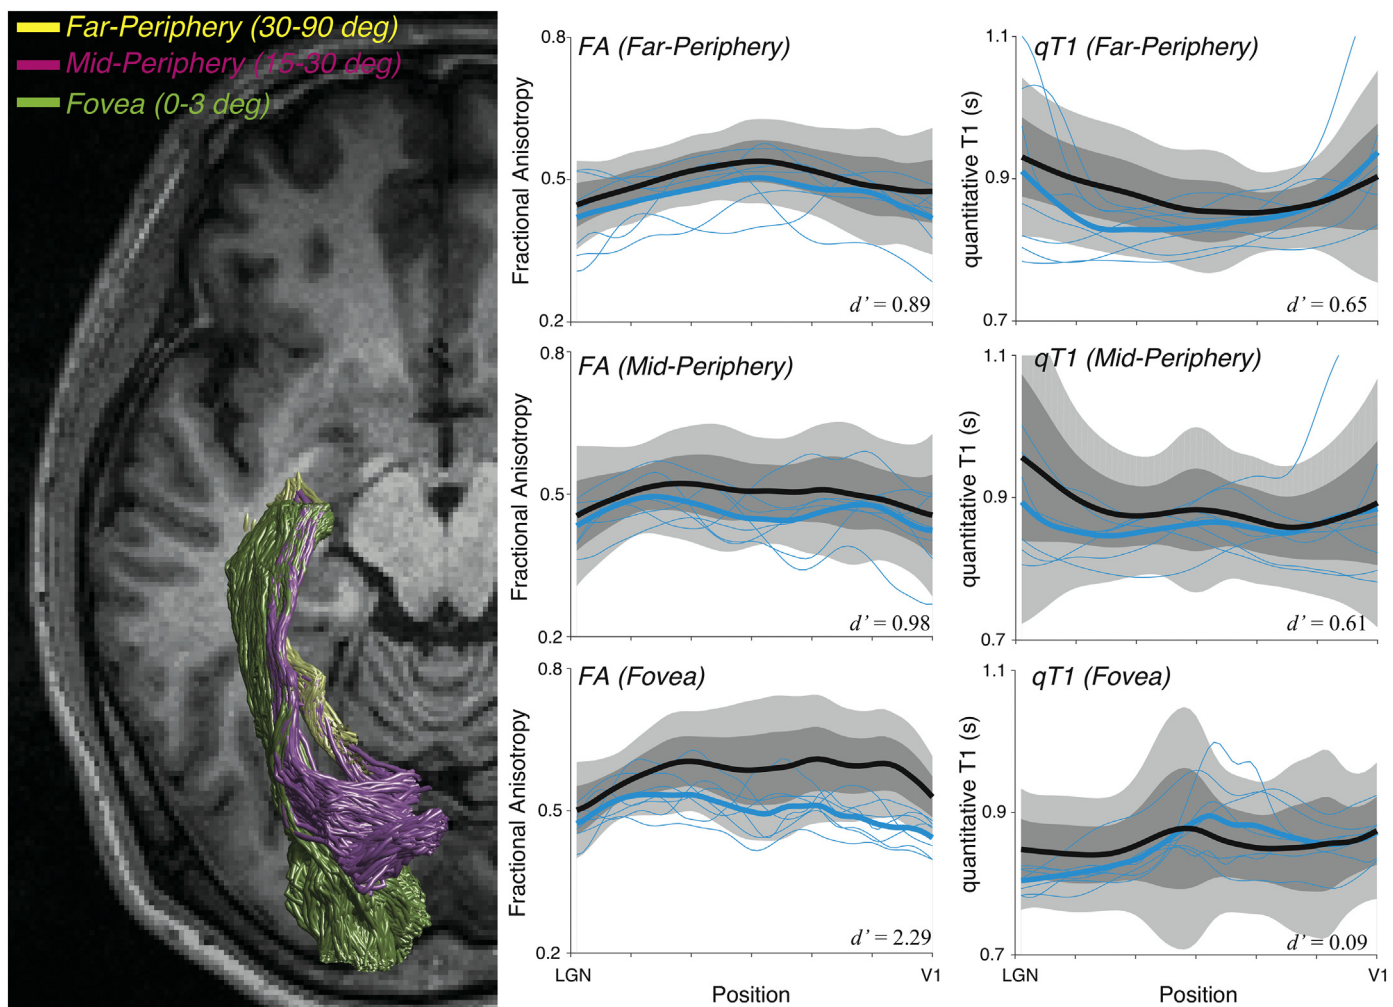 Far-Periphery (30-90 deg)
Mid-Periphery (15-30 deg)
Fovea (0-3 deg)
FA (Far-Periphery)
0.8
0.5
0.2
Fractional Anisotropy
d' = 0.89
qT1 (Far-Periphery)
1.1
0.9
0.7
quantitative T1 (s)
d' = 0.65
FA (Mid-Periphery)
0.8
0.5
0.2
Fractional Anisotropy
d' = 0.98
qT1 (Mid-Periphery)
1.1
0.9
0.7
quantitative T1 (s)
d' = 0.61
FA (Fovea)
0.8
0.5
0.2
Fractional Anisotropy
d' = 2.29
LGN
V1
Position
qT1 (Fovea)
1.1
0.9
0.7
quantitative T1 (s)
d' = 0.09
LGN
V1
Position